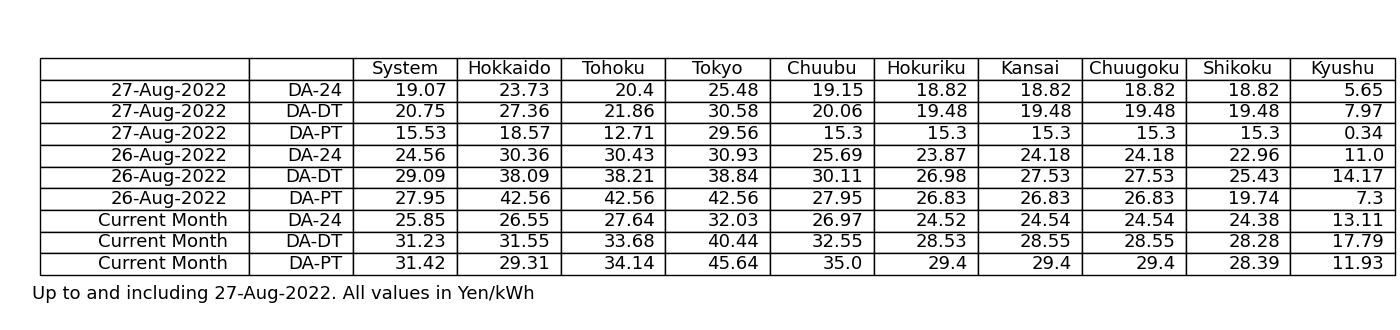 System Hokkaido Tohoku Tokyo Chuubu Hokuriku Kansai Chuugoku Shikoku Kyushu
27-Aug-2022 DA-24 19.07 23.73 20.4 25.48 19.15 18.82 18.82 18.82 18.82 5.65
27-Aug-2022 DA-DT 20.75 27.36 21.86 30.58 20.06 19.48 19.48 19.48 19.48 7.97
27-Aug-2022 DA-PT 15.53 18.57 12.71 29.56 15.3 15.3 15.3 15.3 15.3 0.34
26-Aug-2022 DA-24 24.56 30.36 30.43 30.93 25.69 23.87 24.18 24.18 22.96 11.0
26-Aug-2022 DA-DT 29.09 38.09 38.21 38.84 30.11 26.98 27.53 27.53 25.43 14.17
26-Aug-2022 DA-PT 27.95 42.56 42.56 42.56 27.95 26.83 26.83 26.83 19.74 7.3
Current Month DA-24 25.85 26.55 27.64 32.03 26.97 24.52 24.54 24.54 24.38 13.11
Current Month DA-DT 31.23 31.55 33.68 40.44 32.55 28.53 28.55 28.55 28.28 17.79
Current Month DA-PT 31.42 29.31 34.14 45.64 35.0 29.4 29.4 29.4 28.39 11.93
Up to and including 27-Aug-2022. All values in Yen/kWh